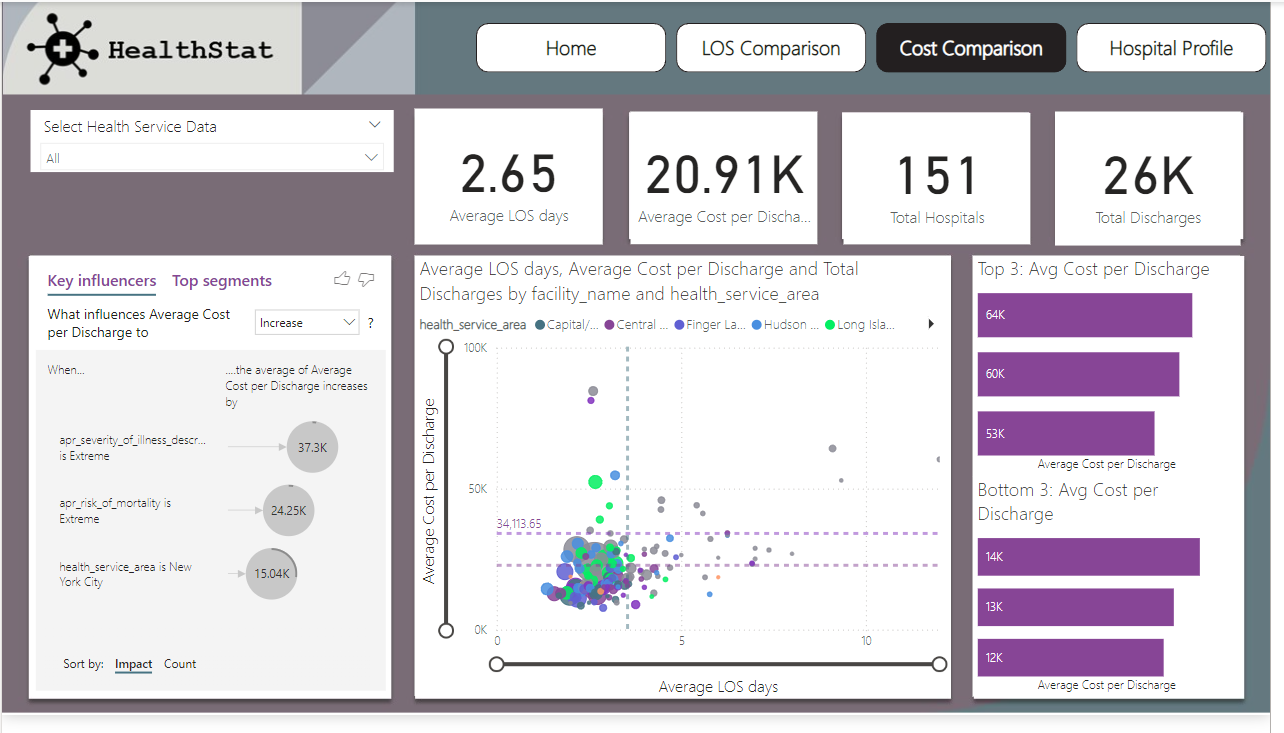 HealthStat
Home
LOS Comparison
Cost Comparison
Hospital Profile
Select Health Service Data
All
2.65
Average LOS days
20.91K
Average Cost per Discha...
151
Total Hospitals
26K
Total Discharges
Key influencers
Top segments
What influences Average Cost
per Discharge to
Increase
?
When...
....the average of Average
Cost per Discharge increases
by
apr_severity_of_illness_descr...
is Extreme
37.3K
apr_risk_of_mortality is
Extreme
24.25K
health_service_area is New
York City
15.04K
Sort by:
Impact
Count
Average LOS days, Average Cost per Discharge and Total
Discharges by facility_name and health_service_area
health_service_area
Capital/...
Central ...
Finger La...
Hudson ...
Long Isla...
100K
50K
0K
34,113.65
Average Cost per Discharge
0
5
10
Average LOS days
Top 3: Avg Cost per Discharge
64K
60K
53K
Average Cost per Discharge
Bottom 3: Avg Cost per
Discharge
14K
13K
12K
Average Cost per Discharge